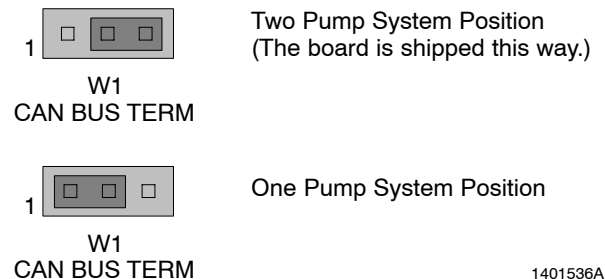 Two Pump System Position
(The board is shipped this way.)
1
W1
CAN BUS TERM
One Pump System Position
1
W1
CAN BUS TERM
1401536A